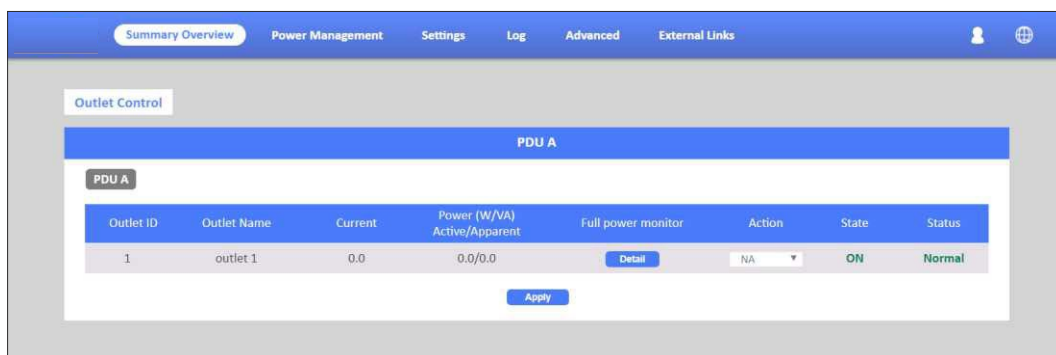 Summary Overview Power Management Settings Log Advanced External Links
Outlet Control
PDU A
PDU A
Outlet ID Outlet Name Current Power (W/VA) Active/Apparent Full power monitor Action State Status
1 outlet 1 0.0 0.0/0.0 Detail NA ON Normal
Apply